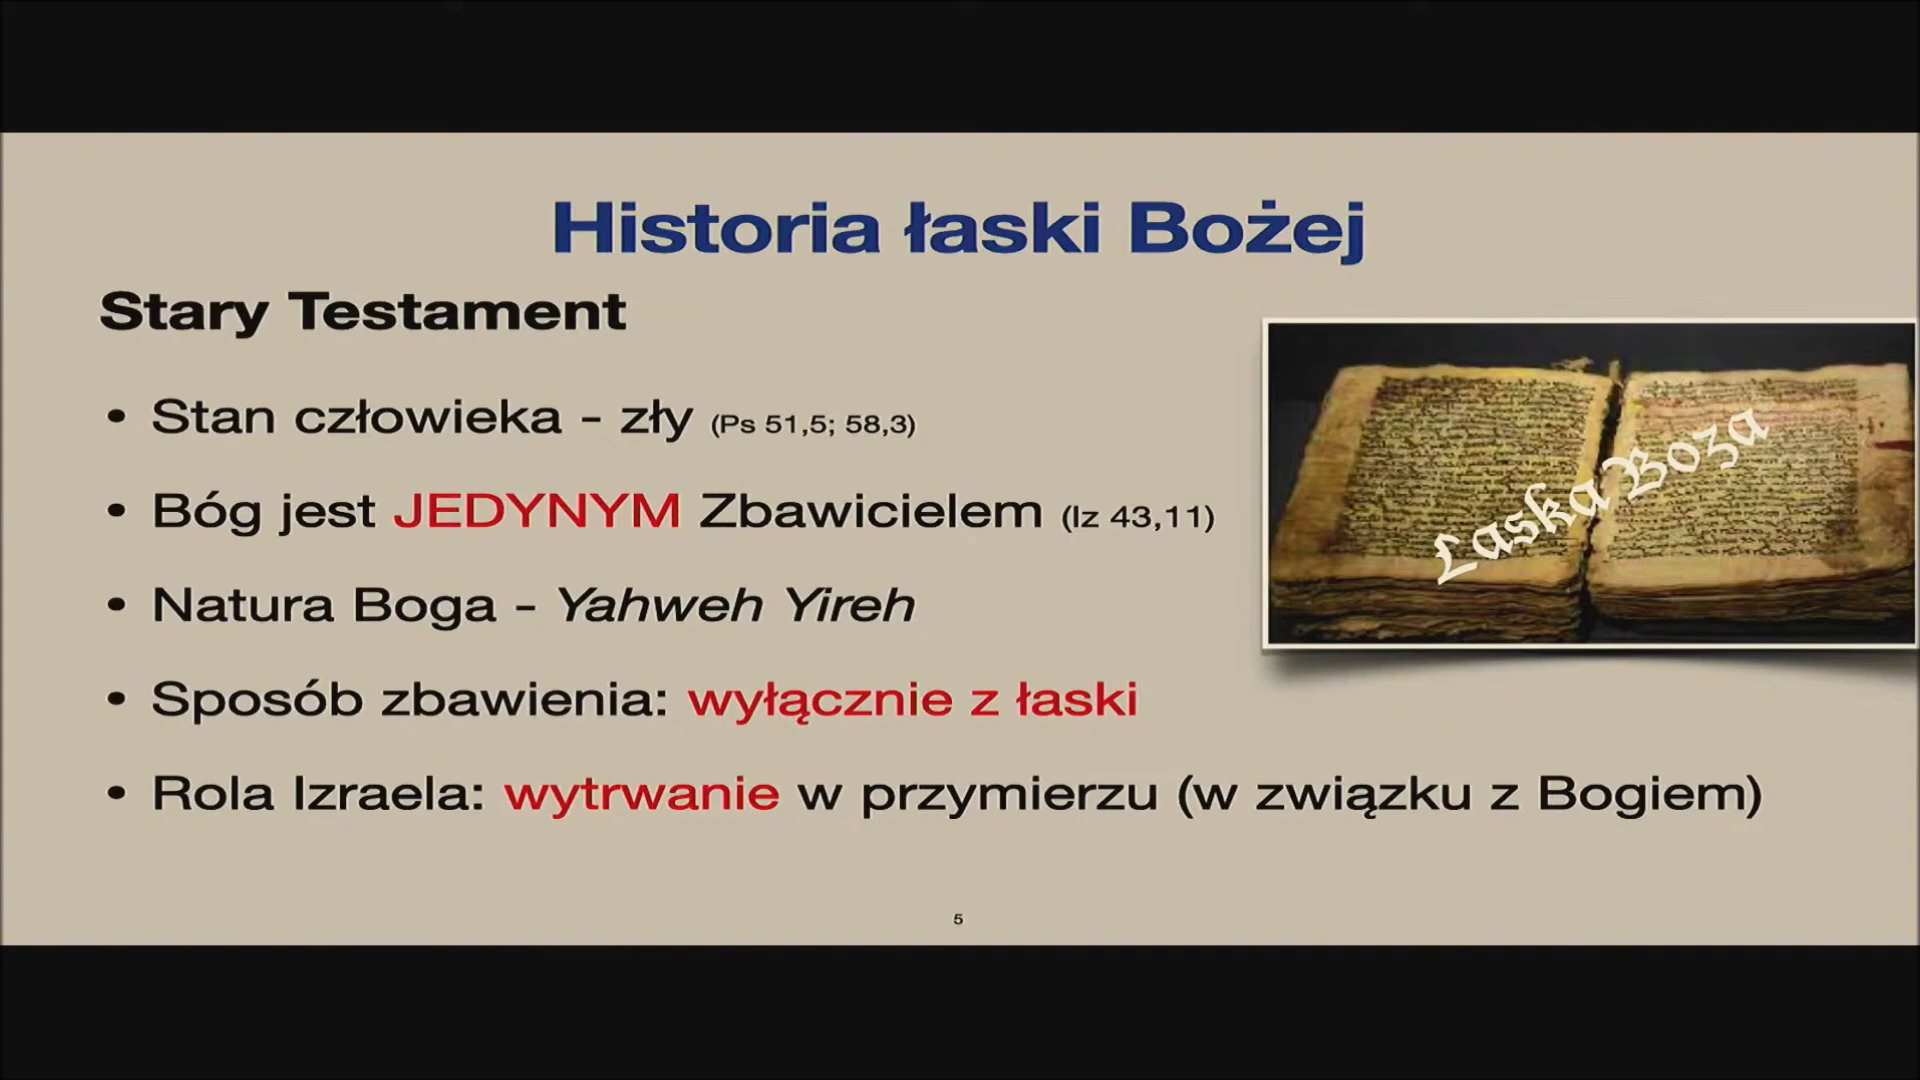 Historia łaski Bożej
Stary Testament
• Stan człowieka - zły (Ps 51,5; 58,3)
• Bóg jest JEDYNYM Zbawicielem (Iz 43,11)
• Natura Boga - Yahweh Yireh
• Sposób zbawienia: wyłącznie z łaski
• Rola Izraela: wytrwanie w przymierzu (w związku z Bogiem)
Laska Boza
5